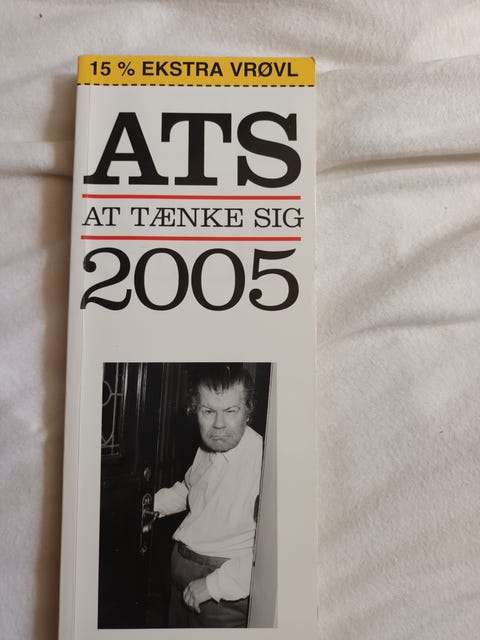 15 % EKSTRA VRØVL
ATS
AT TÆNKE SIG
2005